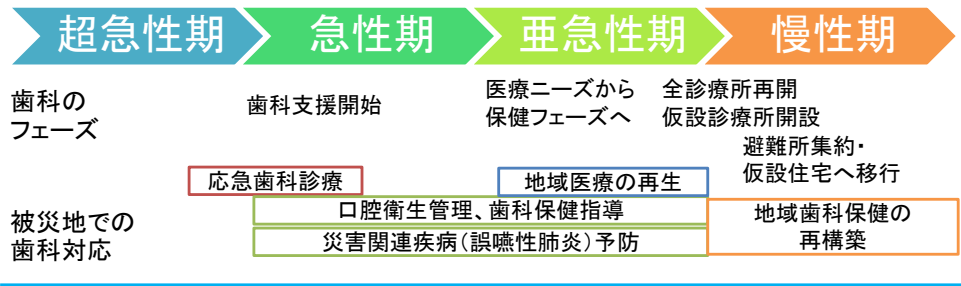 超急性期
急性期
亜急性期
慢性期
歯科の
フェーズ
歯科支援開始
医療ニーズから
保健フェーズへ
全診療所再開
仮設診療所開設
避難所集約・
仮設住宅へ移行
被災地での
歯科対応
応急歯科診療
地域医療の再生
口腔衛生管理、歯科保健指導
災害関連疾病（誤嚥性肺炎）予防
地域歯科保健の
再構築